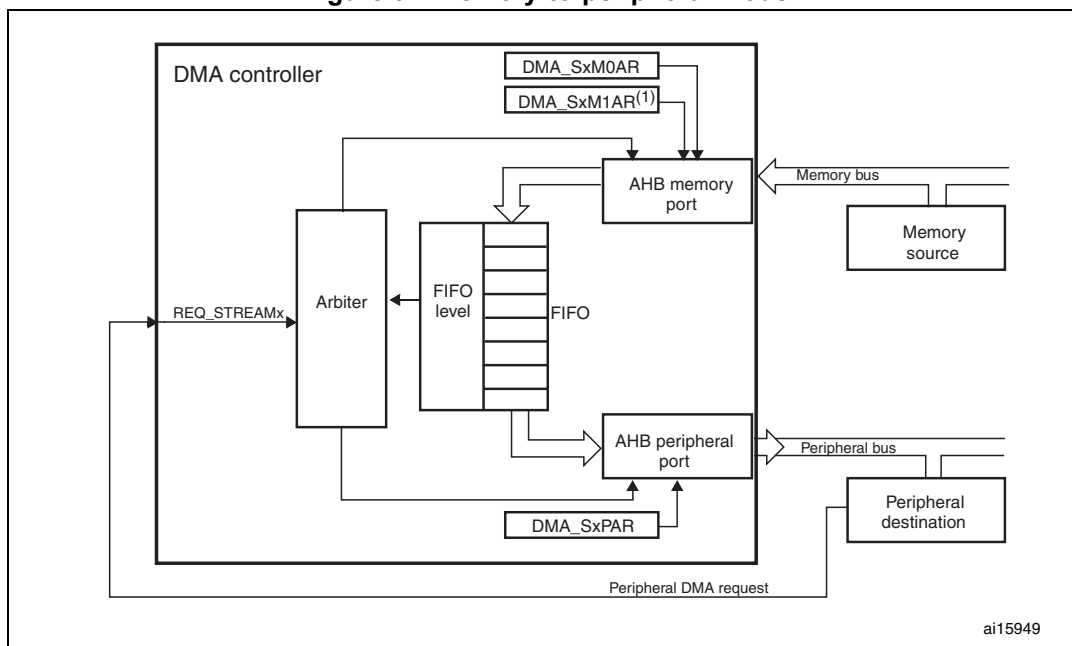 DMA controller
DMA_SxM0AR
DMA_SxM1AR(1)
AHB memory
port
Memory bus
Memory
source
Arbiter
FIFO
level
FIFO
REQ_STREAMx
AHB peripheral
port
Peripheral bus
DMA_SxPAR
Peripheral
destination
Peripheral DMA request
ai15949